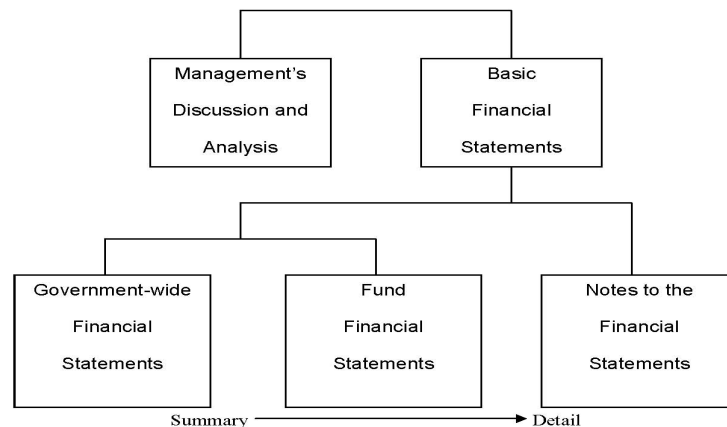 Management's
Discussion and
Analysis
Basic
Financial
Statements
Government-wide
Financial
Statements
Fund
Financial
Statements
Notes to the
Financial
Statements
Summary
Detail